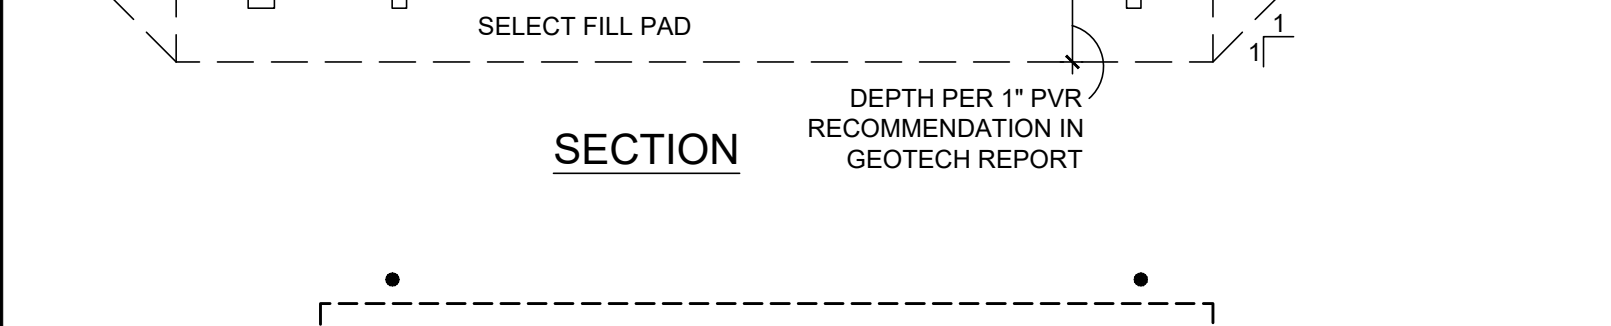 SELECT FILL PAD
1
1
DEPTH PER 1" PVR
RECOMMENDATION IN
GEOTECH REPORT
SECTION